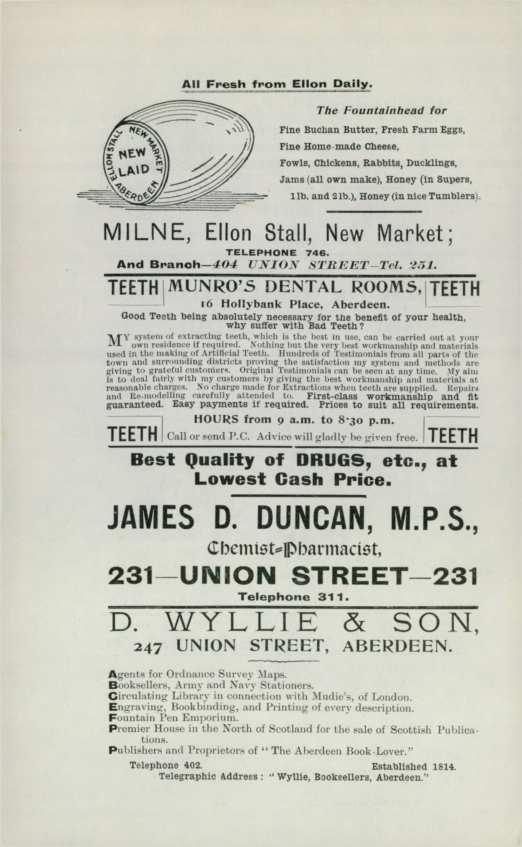 All Fresh from Ellon Daily.
ELLON STALL NEW MARKET
NEW
LAID
ABERDEEN
The Fountainhead for
Fine Buchan Butter, Fresh Farm Eggs,
Fine Home-made Cheese,
Fowls, Chickens, Rabbits, Ducklings,
Jams (all own make), Honey (in Supers,
1 lb. and 2 lb.), Honey (in nice Tumblers).
MILNE, Ellon Stall, New Market;
TELEPHONE 746.
And Branch—404 UNION STREET—Tel. 251.
TEETH MUNRO'S DENTAL ROOMS, TEETH
16 Hollybank Place, Aberdeen.
Good Teeth being absolutely necessary for the benefit of your health,
why suffer with Bad Teeth?
MY system of extracting teeth, which is the best in use, can be carried out at your
own residence if required. Nothing but the very best workmanship and materials
used in the making of Artificial Teeth. Hundreds of Testimonials from all parts of the
town and surrounding districts proving the satisfaction my system and methods are
giving to grateful customers. Original Testimonials can be seen at any time. My aim
is to deal fairly with my customers by giving the best workmanship and materials at
reasonable charges. No charge made for Extractions when teeth are supplied. Repairs
and Re-modelling carefully attended to. First-class workmanship and fit
guaranteed. Easy payments if required. Prices to suit all requirements.
HOURS from 9 a.m. to 8·30 p.m.
TEETH Call or send P.C. Advice will gladly be given free. TEETH
Best Quality of DRUGS, etc., at
Lowest Cash Price.
JAMES D. DUNCAN, M.P.S.,
Chemist=Pharmacist,
231—UNION STREET—231
Telephone 311.
D. WYLLIE & SON,
247 UNION STREET, ABERDEEN.
Agents for Ordnance Survey Maps.
Booksellers, Army and Navy Stationers.
Circulating Library in connection with Mudie's, of London.
Engraving, Bookbinding, and Printing of every description.
Fountain Pen Emporium.
Premier House in the North of Scotland for the sale of Scottish Publica-
tions.
Publishers and Proprietors of "The Aberdeen Book-Lover."
Telephone 402. Established 1814.
Telegraphic Address: "Wyllie, Booksellers, Aberdeen."